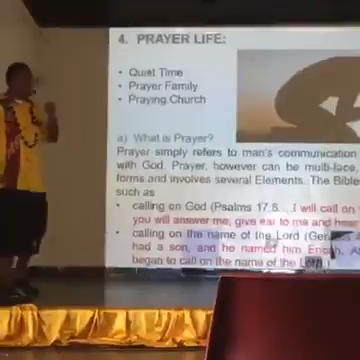 4. PRAYER LIFE:
• Quiet Time
• Prayer Family
• Praying Church
a) What is Prayer?
Prayer simply refers to man's communication
with God. Prayer, however can be multi-face,
forms and involves several Elements. The Bible
such as
• calling on God (Psalms 17,6... I will call on
you will answer me, give ear to me and hear
• calling on the name of the Lord
had a son, and he named him
began to call on the name of the Lord